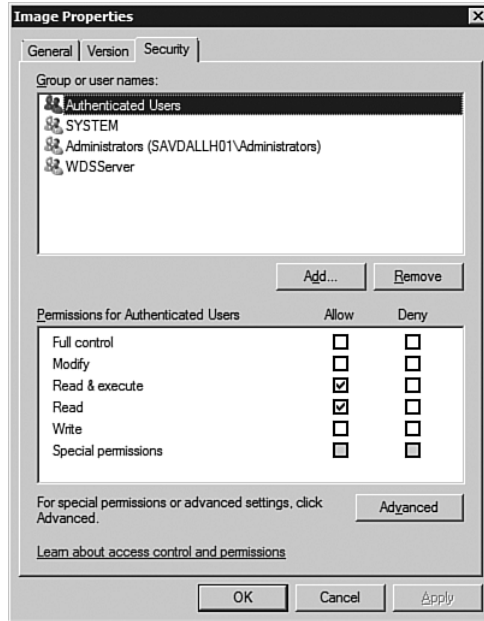 Image Properties
General Version Security
Group or user names:
Authenticated Users
SYSTEM
Administrators (SAVDALLH01\Administrators)
WDSServer
Add... Remove
Permissions for Authenticated Users Allow Deny
Full control
Modify
Read & execute
Read
Write
Special permissions
For special permissions or advanced settings, click
Advanced.
Advanced
Learn about access control and permissions
OK Cancel Apply